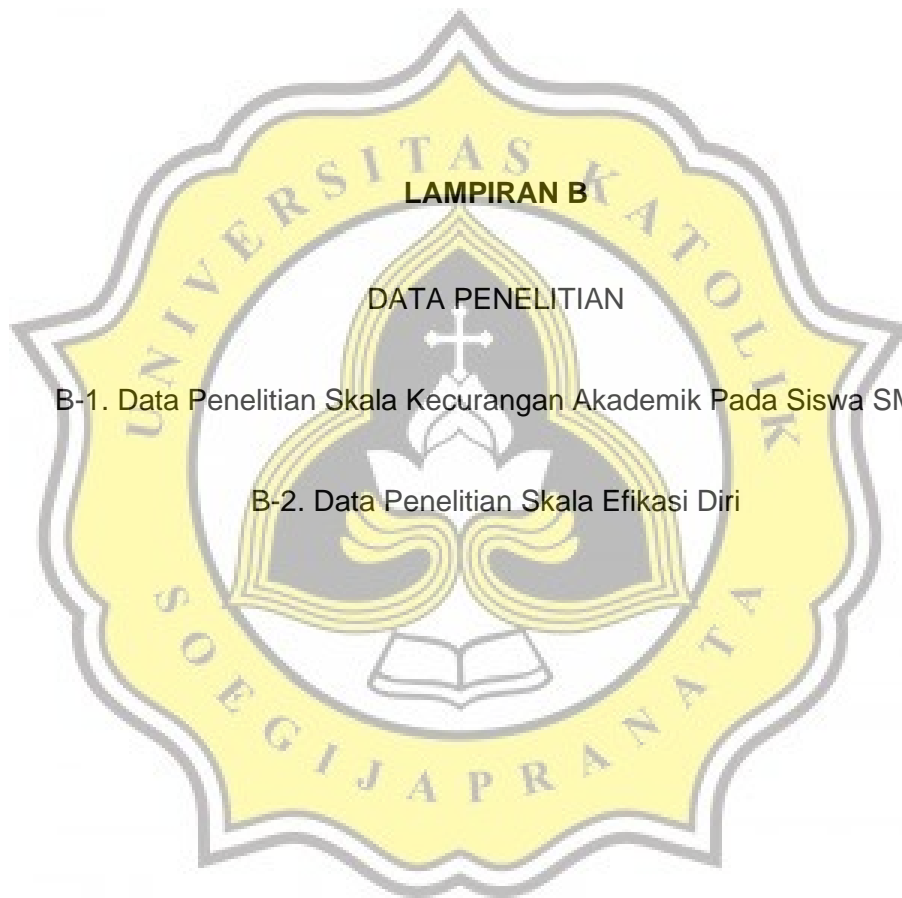 LAMPIRAN B
DATA PENELITIAN
B-1. Data Penelitian Skala Kecurangan Akademik Pada Siswa
B-2. Data Penelitian Skala Efikasi Diri
UNIVERSITAS KATOLIK
SOEGIJAPRANATA